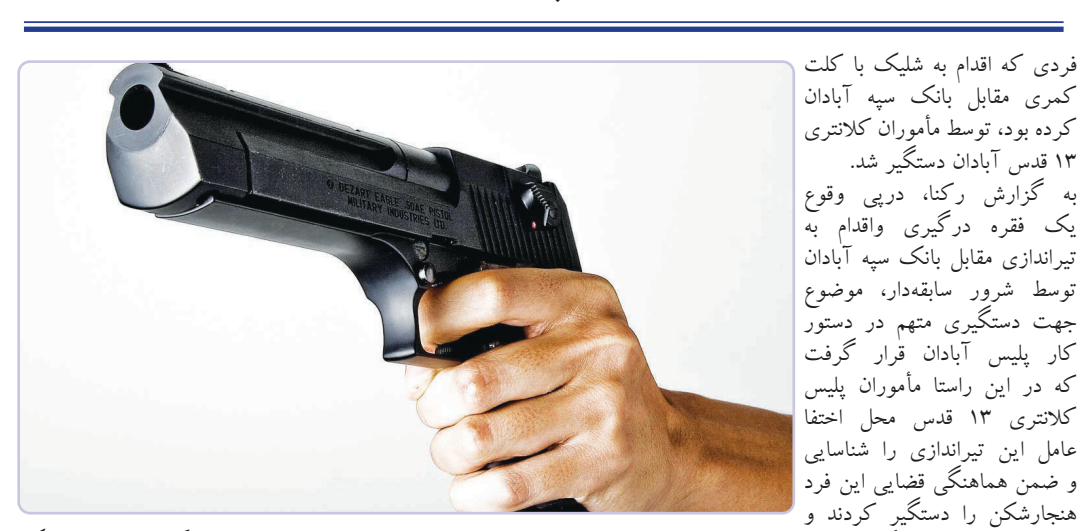 فردی که اقدام به شلیک با کلت
کمری مقابل بانک سپه آبادان
کرده بود، توسط مأموران کلانتری
۱۳ قدس آبادان دستگیر شد.
به گزارش رکنا، درپی وقوع
یک فقره درگیری واقدام به
تیراندازی مقابل بانک سپه آبادان
توسط شرور سابقه‌دار، موضوع
جهت دستگیری متهم در دستور
کار پلیس آبادان قرار گرفت
که در این راستا مأموران پلیس
کلانتری ۱۳ قدس محل اختفا
عامل این تیراندازی را شناسایی
و ضمن هماهنگی قضایی این فرد
هنجارشکن را دستگیر کردند و
DEZART EAGLE .50AE PISTOL
MILITARY INDUSTRIES LTD.